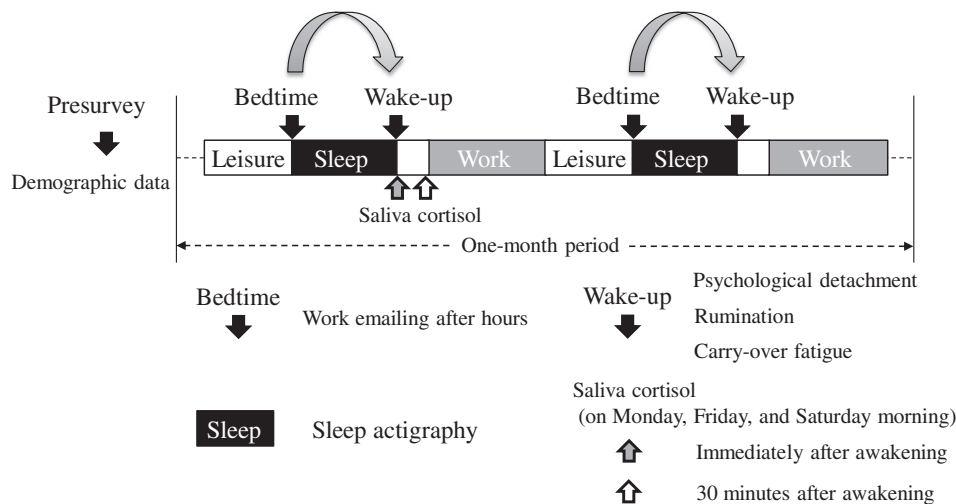 Bedtime Wake-up Bedtime Wake-up
Presurvey
Leisure Sleep Work Leisure Sleep Work
Demographic data
Saliva cortisol
One-month period
Bedtime
Work emailing after hours
Wake-up
Psychological detachment
Rumination
Carry-over fatigue
Sleep Sleep actigraphy
Saliva cortisol
(on Monday, Friday, and Saturday morning)
Immediately after awakening
30 minutes after awakening